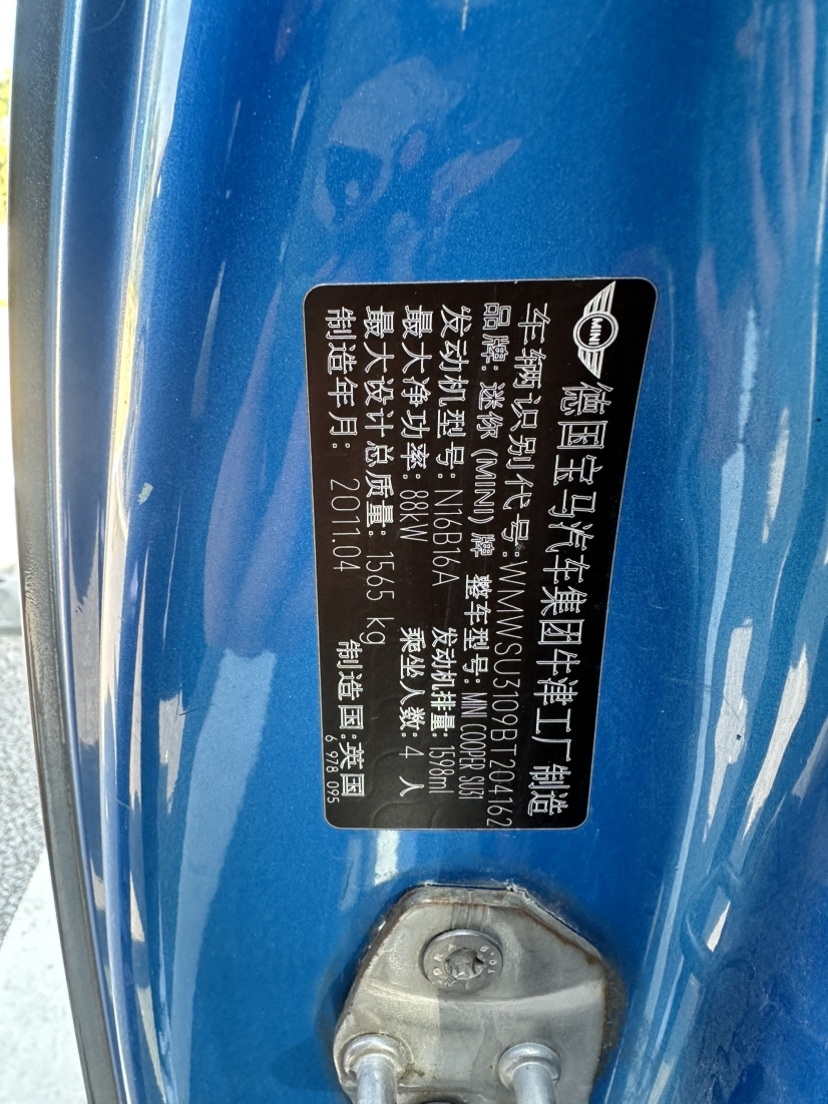 MINI
德国宝马汽车集团牛津工厂制造
车辆识别代号:WMWSU3109BT204162
品牌: 迷你 (MINI) 牌 整车型号: MINI COOPER SU31
发动机型号: N16B16A 发动机排量: 1598ml
最大净功率: 88kW 乘坐人数: 4 人
最大设计总质量: 1565 kg
制造年月: 2011.04 制造国:英国
6 978 095